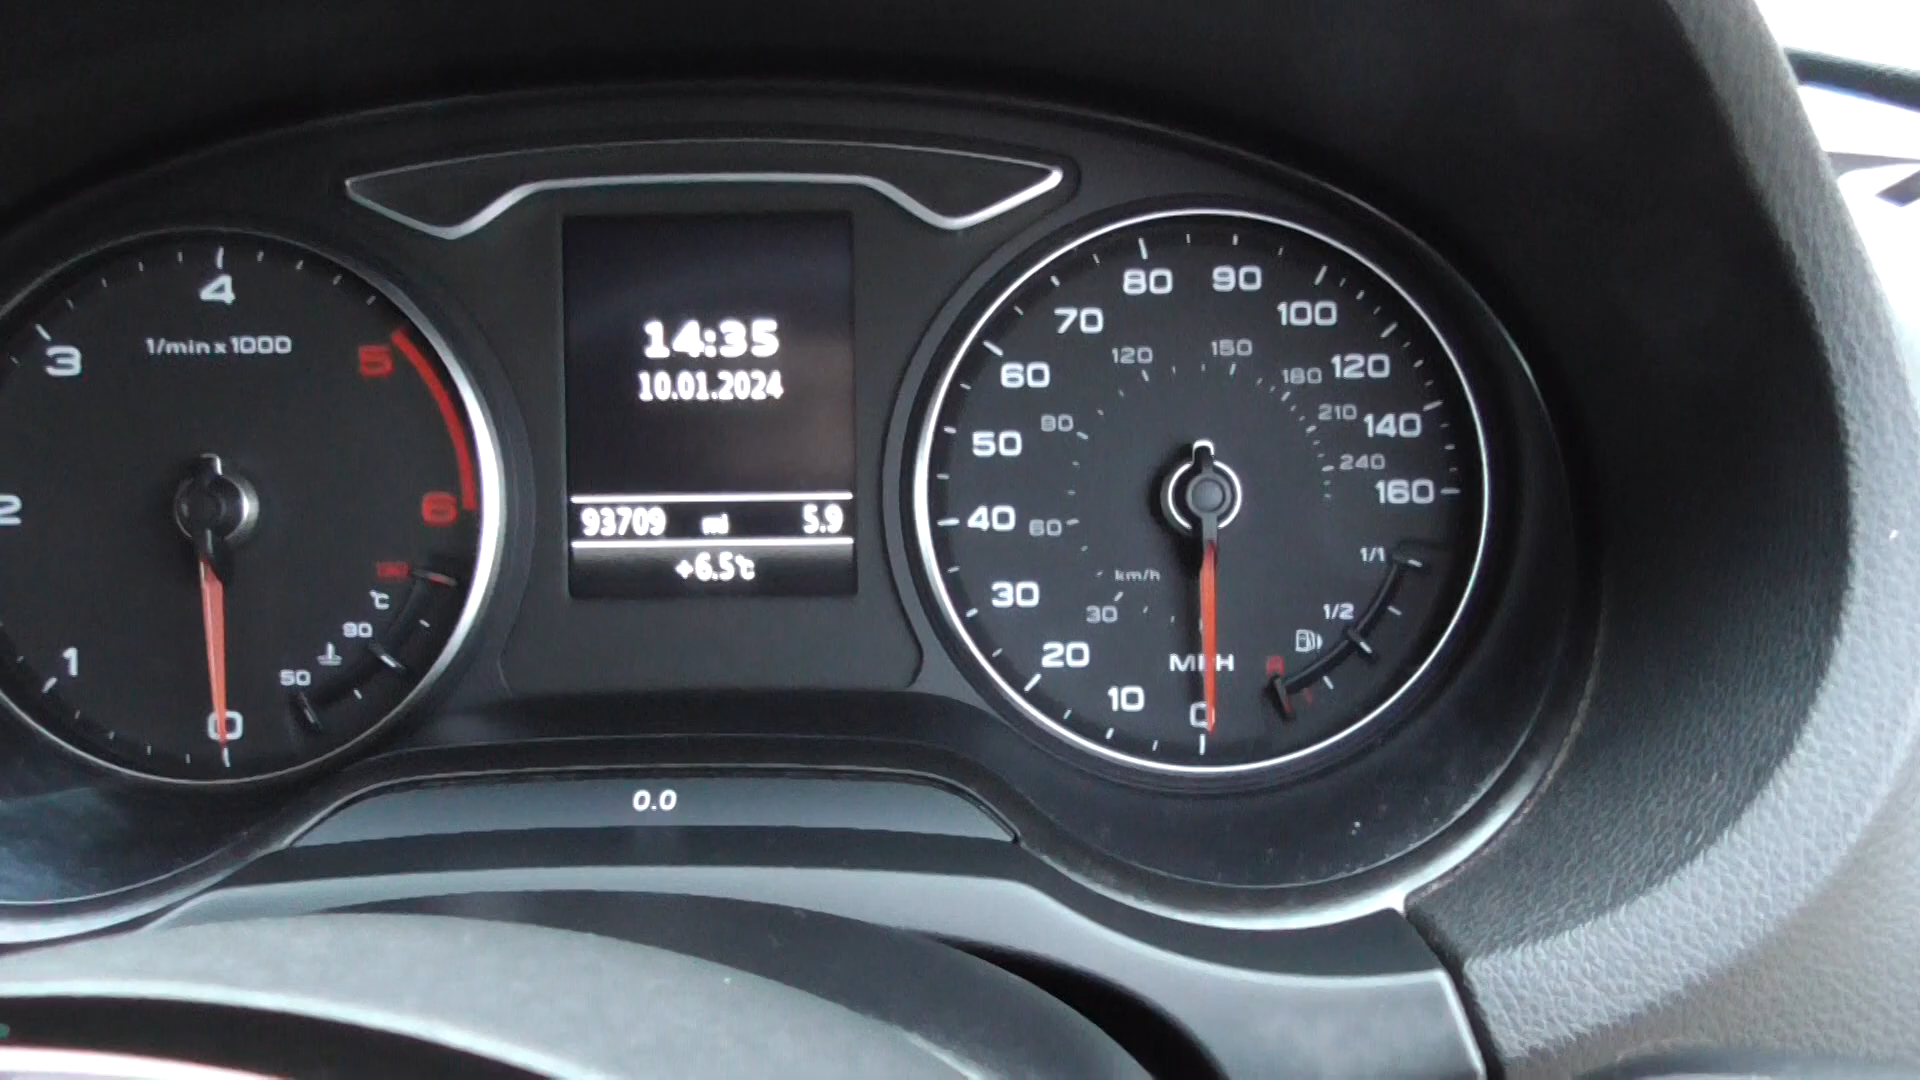 4
3
1/min x 1000
5
2
6
°C
90
50
1
0
14:35
10.01.2024
93709 mi 5.9
+6.5°C
80 90
70 100
120 150
60 180 120
50 80 210 140
240
40 60 160
1/1
km/h
30 30
1/2
20 MPH R
10
0
0.0